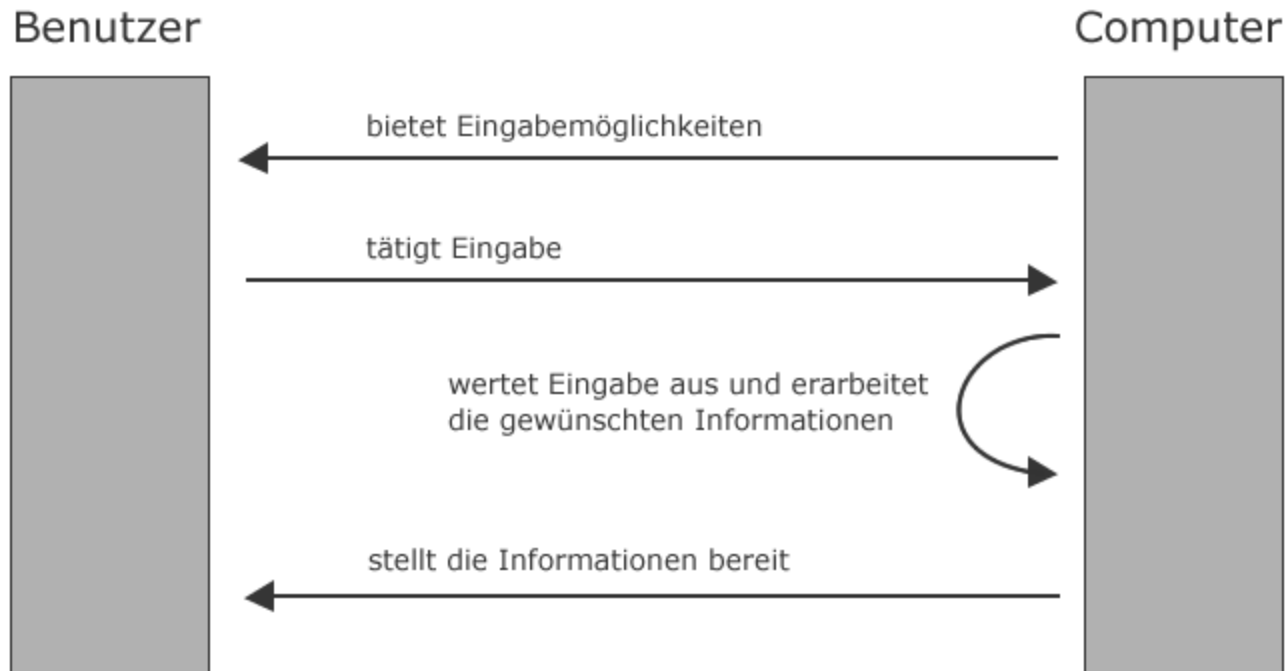 Benutzer
Computer
bietet Eingabemöglichkeiten
tätigt Eingabe
wertet Eingabe aus und erarbeitet
die gewünschten Informationen
stellt die Informationen bereit